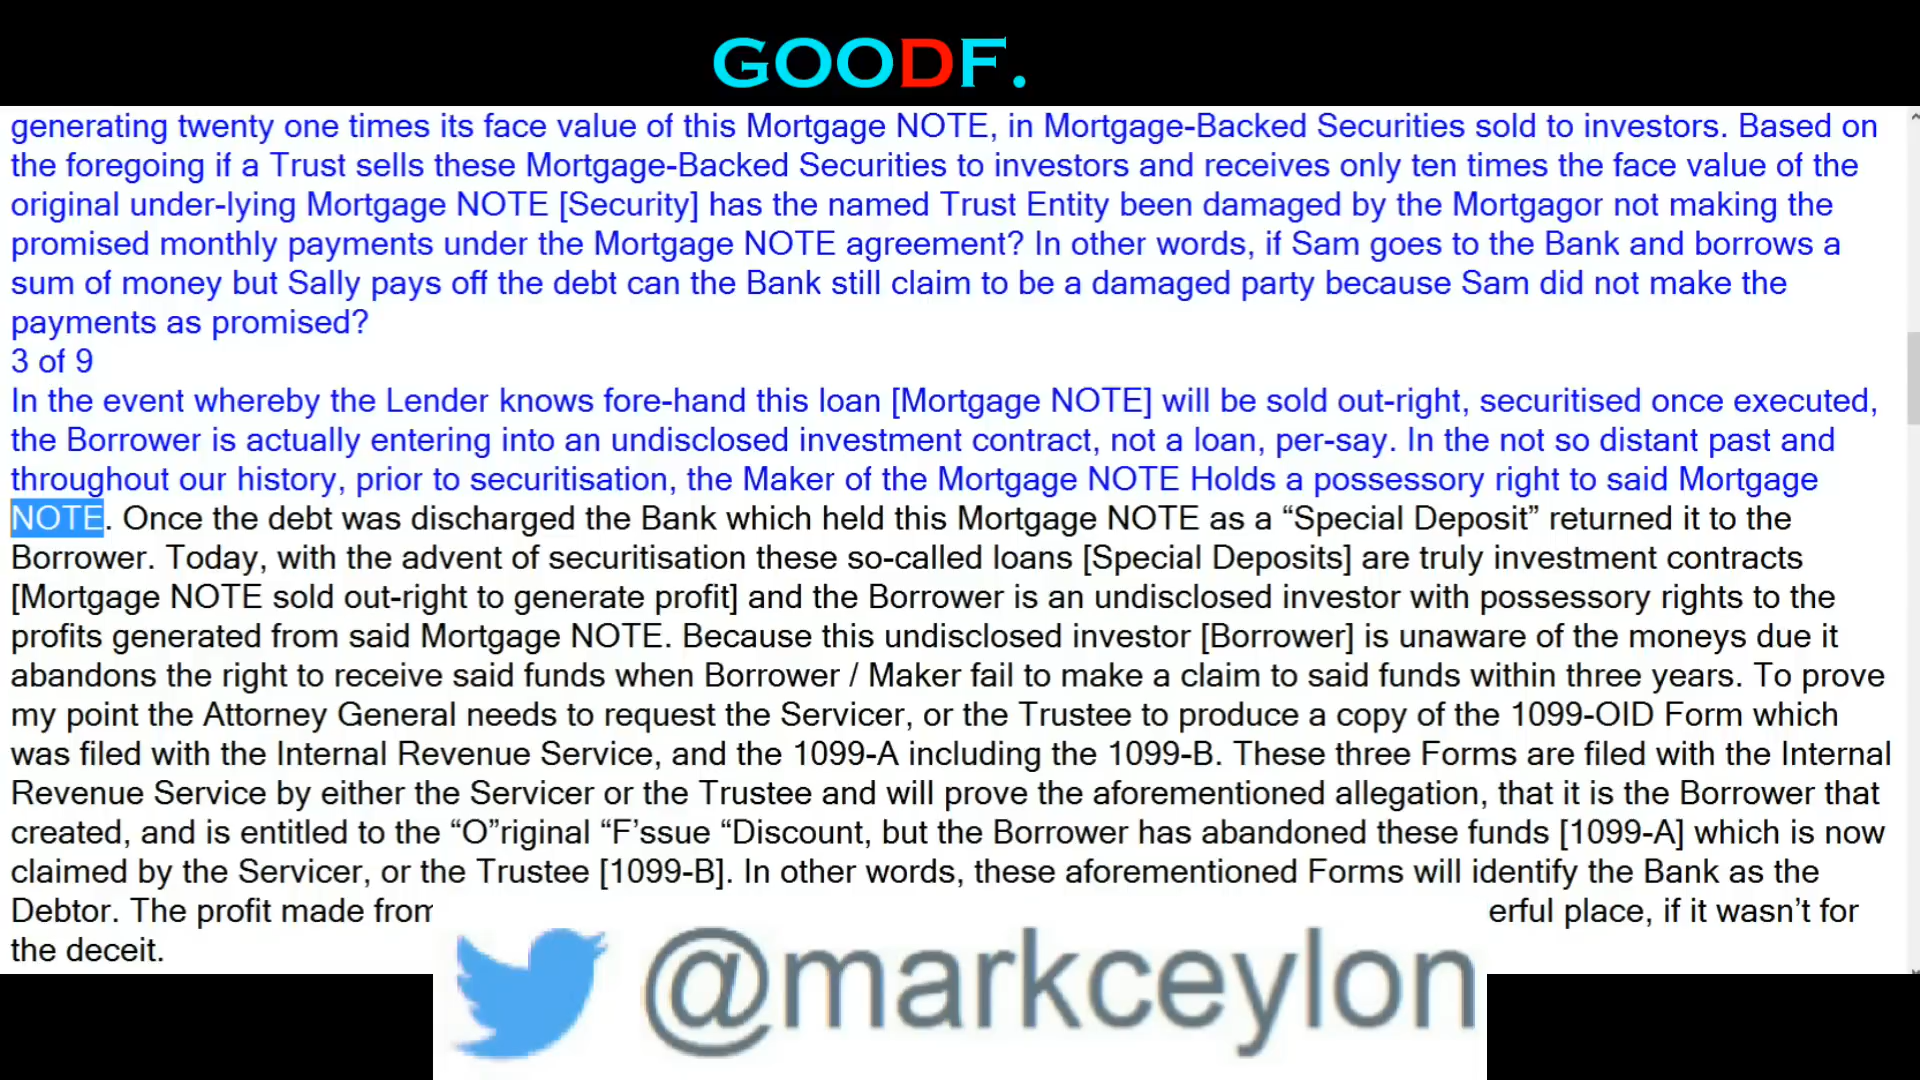 GOODF.
generating twenty one times its face value of this Mortgage NOTE, in Mortgage-Backed Securities sold to investors. Based on
the foregoing if a Trust sells these Mortgage-Backed Securities to investors and receives only ten times the face value of the
original under-lying Mortgage NOTE [Security] has the named Trust Entity been damaged by the Mortgagor not making the
promised monthly payments under the Mortgage NOTE agreement? In other words, if Sam goes to the Bank and borrows a
sum of money but Sally pays off the debt can the Bank still claim to be a damaged party because Sam did not make the
payments as promised?
3 of 9
In the event whereby the Lender knows fore-hand this loan [Mortgage NOTE] will be sold out-right, securitised once executed,
the Borrower is actually entering into an undisclosed investment contract, not a loan, per-say. In the not so distant past and
throughout our history, prior to securitisation, the Maker of the Mortgage NOTE Holds a possessory right to said Mortgage
NOTE. Once the debt was discharged the Bank which held this Mortgage NOTE as a “Special Deposit” returned it to the
Borrower. Today, with the advent of securitisation these so-called loans [Special Deposits] are truly investment contracts
[Mortgage NOTE sold out-right to generate profit] and the Borrower is an undisclosed investor with possessory rights to the
profits generated from said Mortgage NOTE. Because this undisclosed investor [Borrower] is unaware of the moneys due it
abandons the right to receive said funds when Borrower / Maker fail to make a claim to said funds within three years. To prove
my point the Attorney General needs to request the Servicer, or the Trustee to produce a copy of the 1099-OID Form which
was filed with the Internal Revenue Service, and the 1099-A including the 1099-B. These three Forms are filed with the Internal
Revenue Service by either the Servicer or the Trustee and will prove the aforementioned allegation, that it is the Borrower that
created, and is entitled to the “O”riginal “F’ssue “Discount, but the Borrower has abandoned these funds [1099-A] which is now
claimed by the Servicer, or the Trustee [1099-B]. In other words, these aforementioned Forms will identify the Bank as the
Debtor. The profit made from erful place, if it wasn’t for
the deceit.
@markceylon